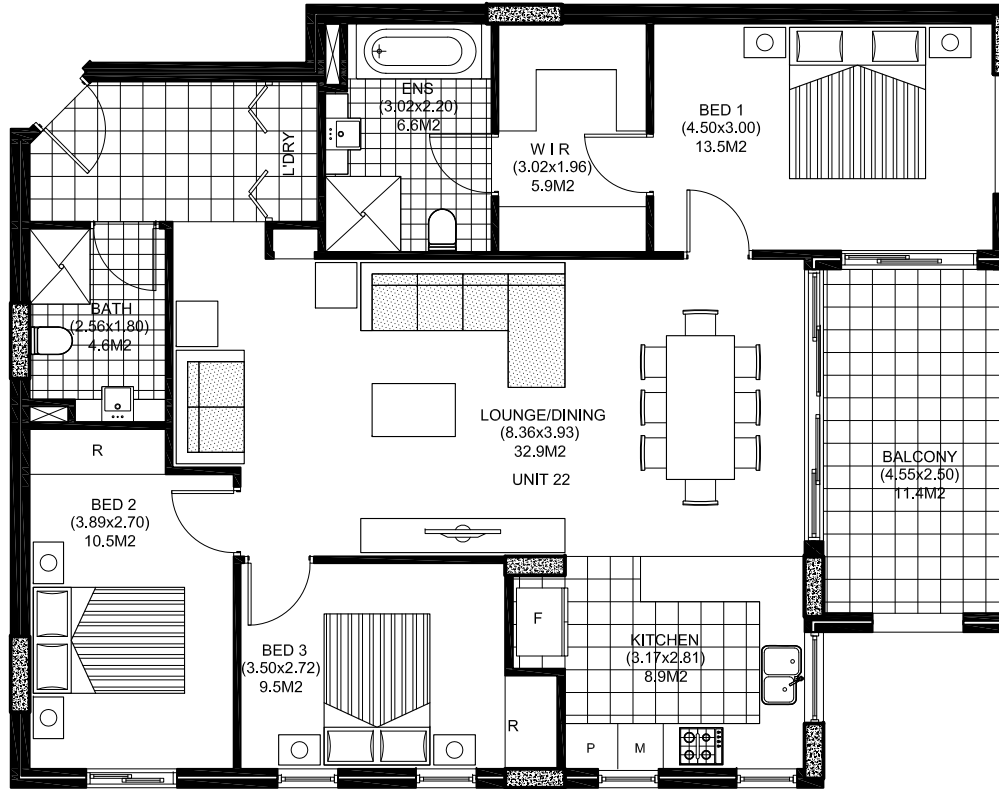 ENS
(3.02x2.20)
6.6M2
BED 1
(4.50x3.00)
13.5M2
W I R
(3.02x1.96)
5.9M2
L'DRY
BATH
(2.56x1.80)
4.6M2
LOUNGE/DINING
(8.36x3.93)
32.9M2
UNIT 22
BALCONY
(4.55x2.50)
11.4M2
R
BED 2
(3.89x2.70)
10.5M2
BED 3
(3.50x2.72)
9.5M2
F
KITCHEN
(3.17x2.81)
8.9M2
R
P
M